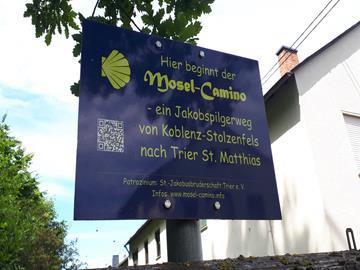 Hier beginnt der
Mosel-Camino
- ein Jakobspilgerweg
von Koblenz-Stolzenfels
nach Trier St. Matthias
Patrozinium: St.-Jakobusbruderschaft Trier e.V.
Infos: www.mosel-camino.info